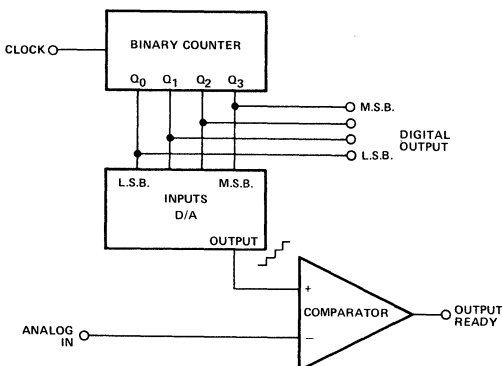 BINARY COUNTER
CLOCK
Q0 Q1 Q2 Q3
M.S.B.
DIGITAL
OUTPUT
L.S.B.
L.S.B. M.S.B.
INPUTS
D/A
OUTPUT
+
COMPARATOR
OUTPUT
READY
ANALOG
IN
−